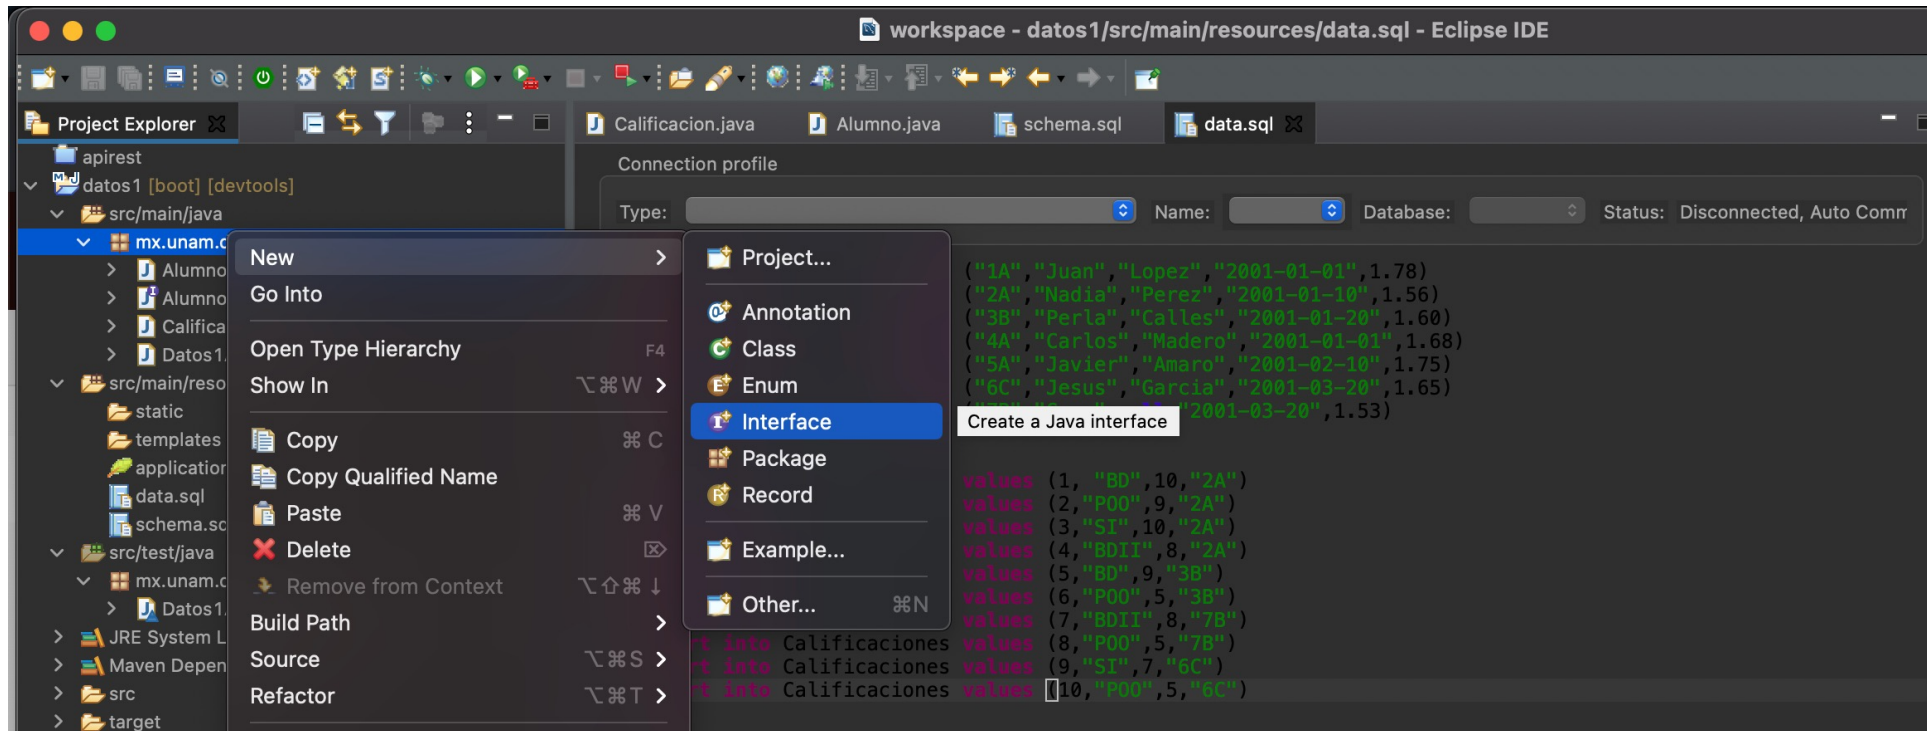 workspace - datos1/src/main/resources/data.sql - Eclipse IDE
Project Explorer
Calificacion.java
Alumno.java
schema.sql
data.sql
apirest
datos1 [boot] [devtools]
src/main/java
mx.unam.c
Alumno
Alumno
Califica
Datos1.
src/main/reso
static
templates
application
data.sql
schema.sc
src/test/java
mx.unam.c
Datos1.
JRE System L
Maven Depen
src
target
New
Go Into
Open Type Hierarchy F4
Show In ⌥⌘W
Copy ⌘C
Copy Qualified Name
Paste ⌘V
Delete ⌦
Remove from Context ⌥⇧⌘↓
Build Path
Source ⌥⌘S
Refactor ⌥⌘T
Project...
Annotation
Class
Enum
Interface
Package
Record
Example...
Other... ⌘N
Create a Java interface
Connection profile
Type: Name: Database: Status: Disconnected, Auto Comm
("1A","Juan","Lopez","2001-01-01",1.78)
("2A","Nadia","Perez","2001-01-10",1.56)
("3B","Perla","Calles","2001-01-20",1.60)
("4A","Carlos","Madero","2001-01-01",1.68)
("5A","Javier","Amaro","2001-02-10",1.75)
("6C","Jesus","Garcia","2001-03-20",1.65)
"2001-03-20",1.53)
values (1, "BD",10,"2A")
values (2,"POO",9,"2A")
values (3,"SI",10,"2A")
values (4,"BDII",8,"2A")
values (5,"BD",9,"3B")
values (6,"POO",5,"3B")
values (7,"BDII",8,"7B")
rt into Calificaciones values (8,"POO",5,"7B")
rt into Calificaciones values (9,"SI",7,"6C")
rt into Calificaciones values (10,"POO",5,"6C")